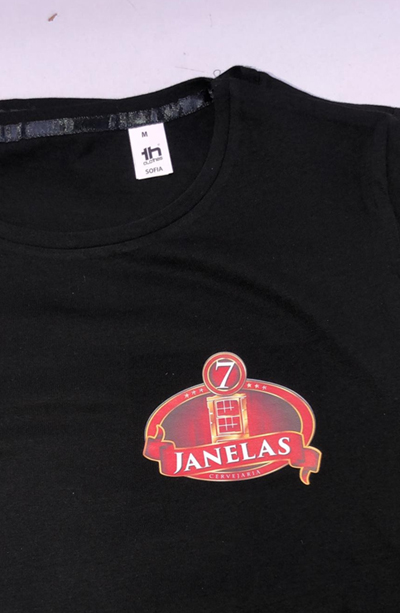 M
th
clothes
SOFIA
7
JANELAS
CERVEJARIA